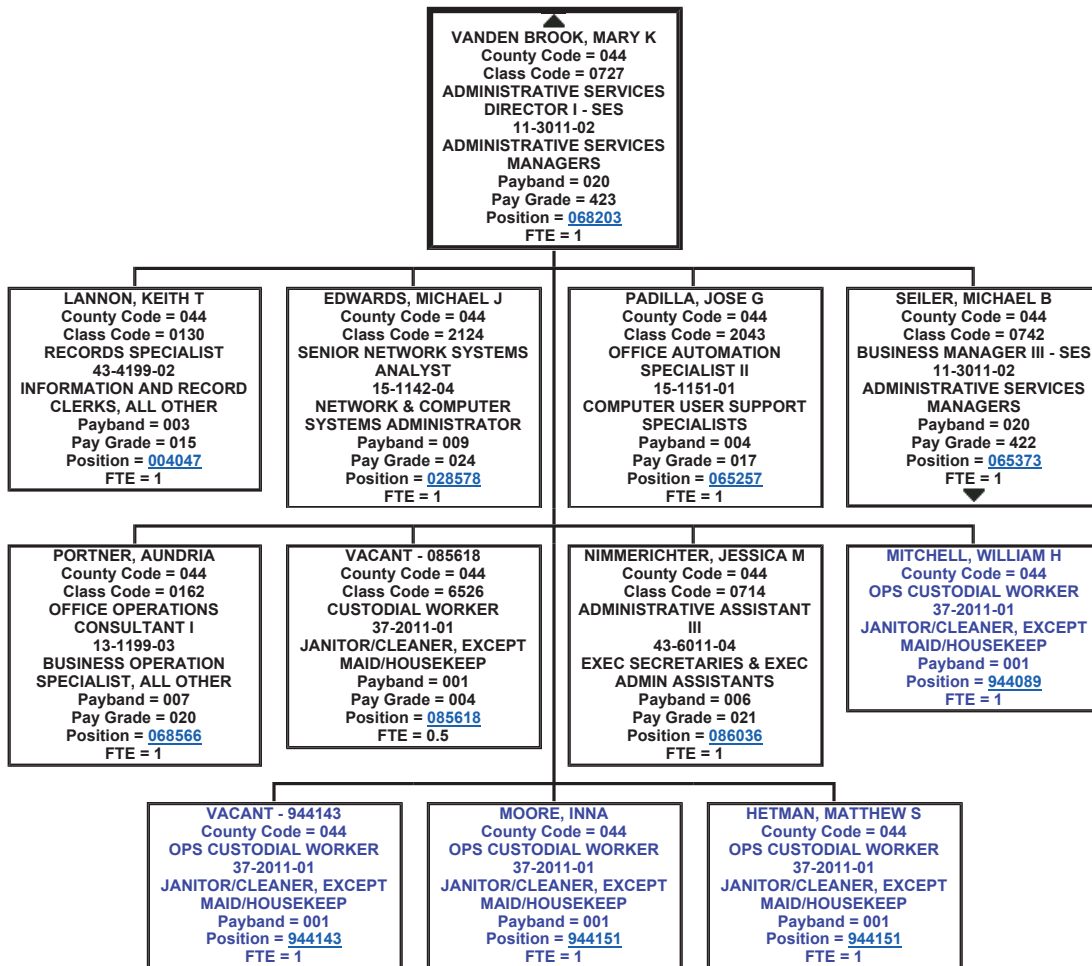 VANDEN BROOK, MARY K
County Code = 044
Class Code = 0727
ADMINISTRATIVE SERVICES
DIRECTOR I - SES
11-3011-02
ADMINISTRATIVE SERVICES
MANAGERS
Payband = 020
Pay Grade = 423
Position = 068203
FTE = 1
LANNON, KEITH T
County Code = 044
Class Code = 0130
RECORDS SPECIALIST
43-4199-02
INFORMATION AND RECORD
CLERKS, ALL OTHER
Payband = 003
Pay Grade = 015
Position = 004047
FTE = 1
EDWARDS, MICHAEL J
County Code = 044
Class Code = 2124
SENIOR NETWORK SYSTEMS
ANALYST
15-1142-04
NETWORK & COMPUTER
SYSTEMS ADMINISTRATOR
Payband = 009
Pay Grade = 024
Position = 028578
FTE = 1
PADILLA, JOSE G
County Code = 044
Class Code = 2043
OFFICE AUTOMATION
SPECIALIST II
15-1151-01
COMPUTER USER SUPPORT
SPECIALISTS
Payband = 004
Pay Grade = 017
Position = 065257
FTE = 1
SEILER, MICHAEL B
County Code = 044
Class Code = 0742
BUSINESS MANAGER III - SES
11-3011-02
ADMINISTRATIVE SERVICES
MANAGERS
Payband = 020
Pay Grade = 422
Position = 065373
FTE = 1
PORTNER, AUNDRIA
County Code = 044
Class Code = 0162
OFFICE OPERATIONS
CONSULTANT I
13-1199-03
BUSINESS OPERATION
SPECIALIST, ALL OTHER
Payband = 007
Pay Grade = 020
Position = 068566
FTE = 1
VACANT - 085618
County Code = 044
Class Code = 6526
CUSTODIAL WORKER
37-2011-01
JANITOR/CLEANER, EXCEPT
MAID/HOUSEKEEP
Payband = 001
Pay Grade = 004
Position = 085618
FTE = 0.5
NIMMERICHTER, JESSICA M
County Code = 044
Class Code = 0714
ADMINISTRATIVE ASSISTANT
III
43-6011-04
EXEC SECRETARIES & EXEC
ADMIN ASSISTANTS
Payband = 006
Pay Grade = 021
Position = 086036
FTE = 1
MITCHELL, WILLIAM H
County Code = 044
OPS CUSTODIAL WORKER
37-2011-01
JANITOR/CLEANER, EXCEPT
MAID/HOUSEKEEP
Payband = 001
Position = 944089
FTE = 1
VACANT - 944143
County Code = 044
OPS CUSTODIAL WORKER
37-2011-01
JANITOR/CLEANER, EXCEPT
MAID/HOUSEKEEP
Payband = 001
Position = 944143
FTE = 1
MOORE, INNA
County Code = 044
OPS CUSTODIAL WORKER
37-2011-01
JANITOR/CLEANER, EXCEPT
MAID/HOUSEKEEP
Payband = 001
Position = 944151
FTE = 1
HETMAN, MATTHEW S
County Code = 044
OPS CUSTODIAL WORKER
37-2011-01
JANITOR/CLEANER, EXCEPT
MAID/HOUSEKEEP
Payband = 001
Position = 944151
FTE = 1